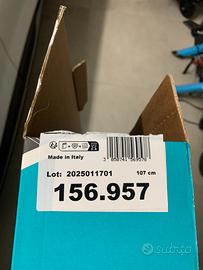 Made in Italy
Lot: 2025011701
107 cm
156.957
subito